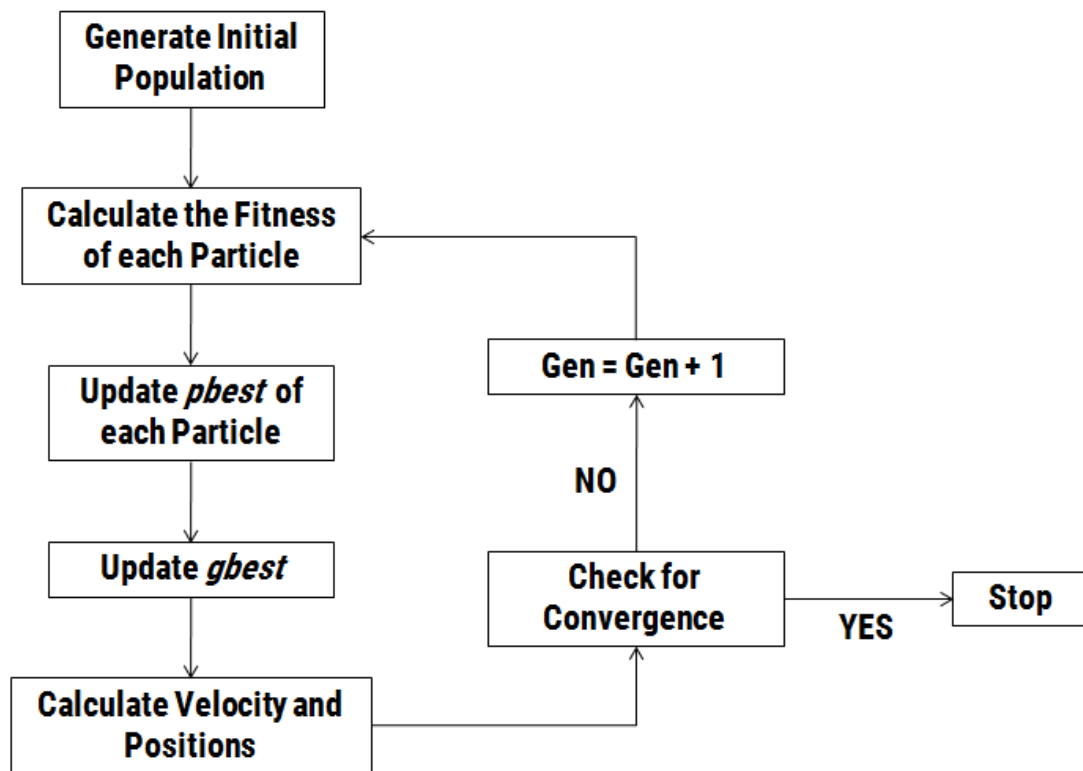 Generate Initial
Population
Calculate the Fitness
of each Particle
Update pbest of
each Particle
Update gbest
Calculate Velocity and
Positions
Gen = Gen + 1
NO
Check for
Convergence
YES
Stop